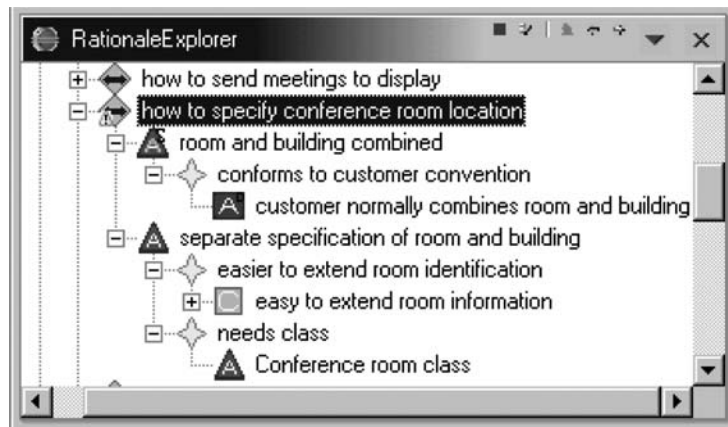 RationaleExplorer
how to send meetings to display
how to specify conference room location
room and building combined
conforms to customer convention
customer normally combines room and building
separate specification of room and building
easier to extend room identification
easy to extend room information
needs class
Conference room class